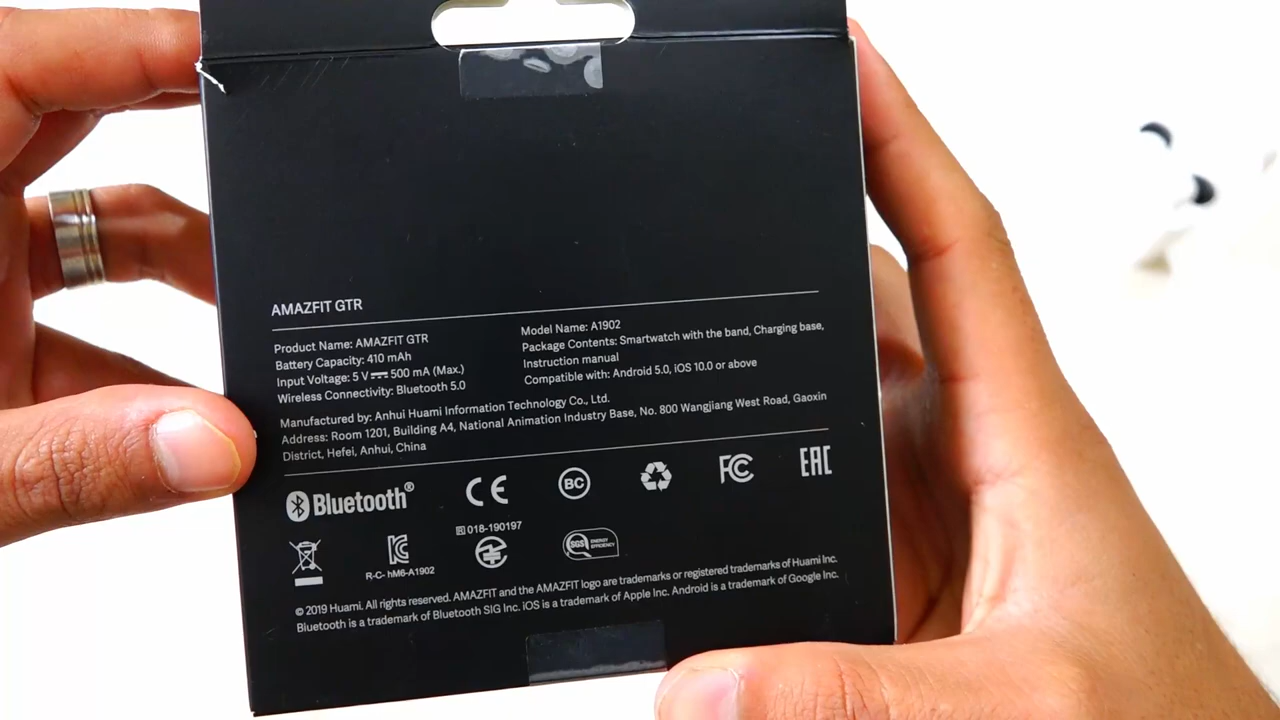 AMAZFIT GTR
Product Name: AMAZFIT GTR
Battery Capacity: 410 mAh
Input Voltage: 5 V⎓500 mA (Max.)
Wireless Connectivity: Bluetooth 5.0
Model Name: A1902
Package Contents: Smartwatch with the band, Charging base,
Instruction manual
Compatible with: Android 5.0, iOS 10.0 or above
Manufactured by: Anhui Huami Information Technology Co., Ltd.
Address: Room 1201, Building A4, National Animation Industry Base, No. 800 Wangjiang West Road, Gaoxin
District, Hefei, Anhui, China
Bluetooth®
CE
BC
FC
EAC
R-C- hM6-A1902
R 018-190197
SGS ENERGY
EFFICIENCY
© 2019 Huami. All rights reserved. AMAZFIT and the AMAZFIT logo are trademarks or registered trademarks of Huami Inc.
Bluetooth is a trademark of Bluetooth SIG Inc. iOS is a trademark of Apple Inc. Android is a trademark of Google Inc.